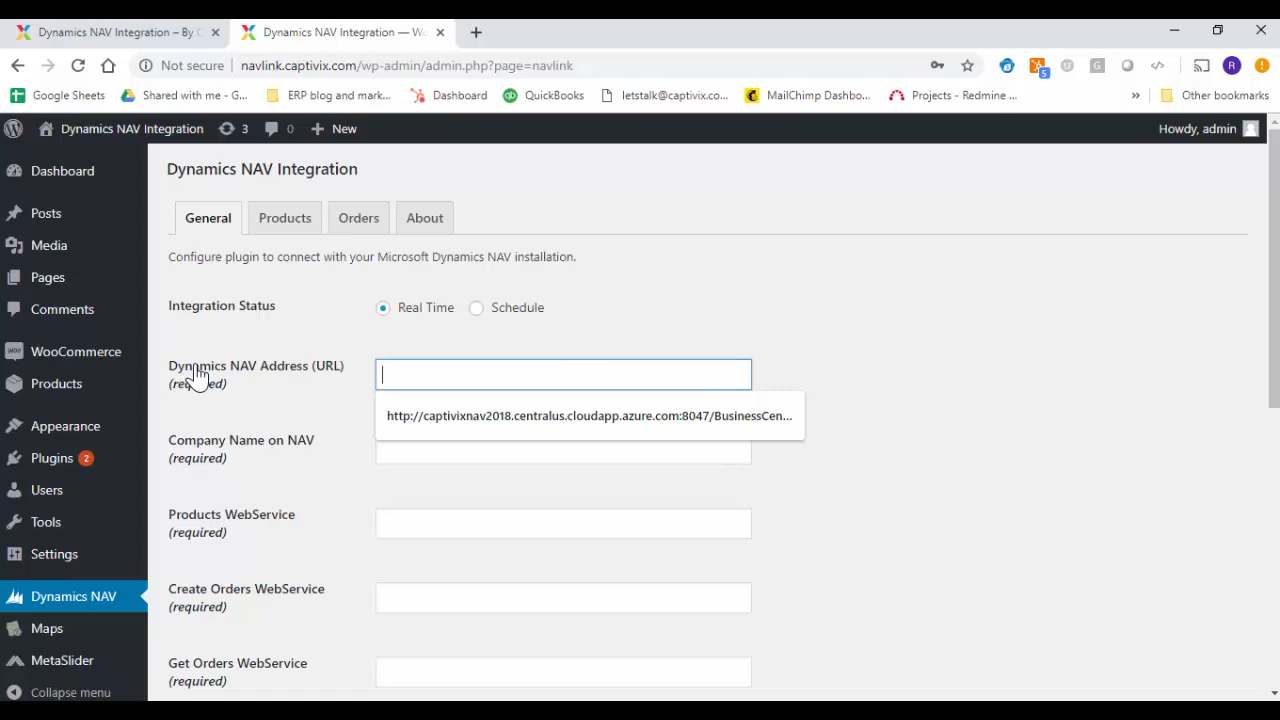 Dynamics NAV Integration – By C
Dynamics NAV Integration — Wo
Not secure | navlink.captivix.com/wp-admin/admin.php?page=navlink
5
R
Google Sheets
Shared with me - G...
ERP blog and mark...
Dashboard
QuickBooks
letstalk@captivix.co...
MailChimp Dashbo...
Projects - Redmine ...
»
Other bookmarks
Dynamics NAV Integration
3
0
New
Howdy, admin
Dashboard
Posts
Media
Pages
Comments
WooCommerce
Products
Appearance
Plugins 2
Users
Tools
Settings
Dynamics NAV
Maps
MetaSlider
Collapse menu
Dynamics NAV Integration
General
Products
Orders
About
Configure plugin to connect with your Microsoft Dynamics NAV installation.
Integration Status
Real Time
Schedule
Dynamics NAV Address (URL)
(required)
http://captivixnav2018.centralus.cloudapp.azure.com:8047/BusinessCen...
Company Name on NAV
(required)
Products WebService
(required)
Create Orders WebService
(required)
Get Orders WebService
(required)